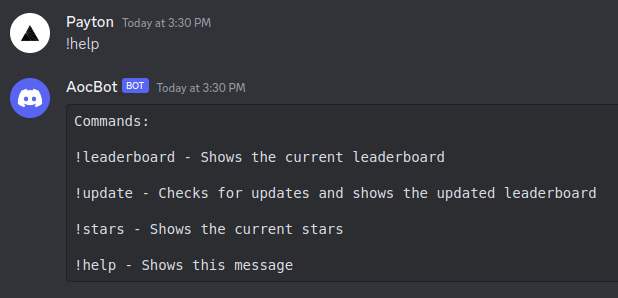 Payton Today at 3:30 PM
!help
AocBot BOT Today at 3:30 PM
Commands:
!leaderboard - Shows the current leaderboard
!update - Checks for updates and shows the updated leaderboard
!stars - Shows the current stars
!help - Shows this message